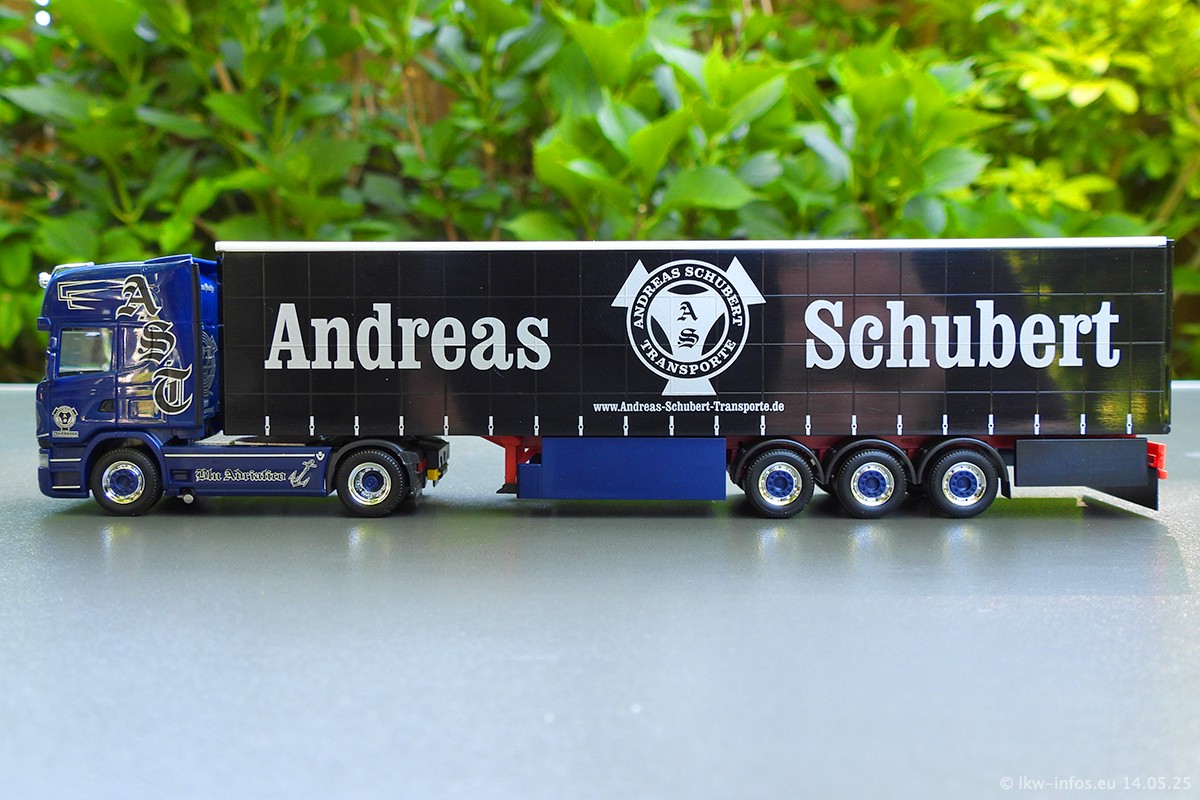 AST
Blu Adriatico
Andreas
ANDREAS SCHUBERT
AS
TRANSPORTE
Schubert
www.Andreas-Schubert-Transporte.de
© lkw-infos.eu 14.05.25